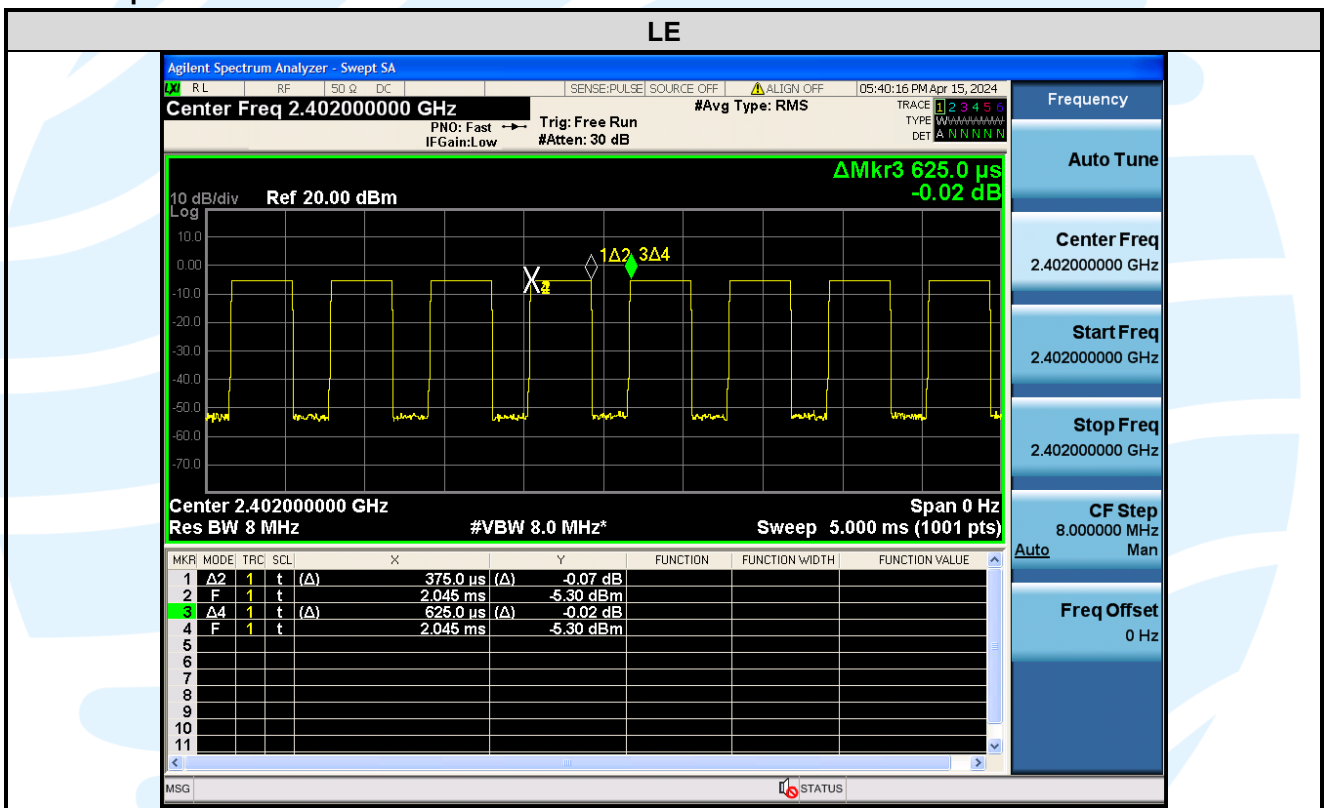 LE
Agilent Spectrum Analyzer - Swept SA
LXI RL RF 50 Ω DC SENSE:PULSE SOURCE OFF ALIGN OFF 05:40:16 PM Apr 15, 2024
Center Freq 2.402000000 GHz #Avg Type: RMS TRACE 1 2 3 4 5 6
PNO: Fast Trig: Free Run TYPE WWWWWW
IFGain:Low #Atten: 30 dB DET A N N N N N
ΔMkr3 625.0 µs
-0.02 dB
10 dB/div Ref 20.00 dBm
Log
10.0
0.00
-10.0
-20.0
-30.0
-40.0
-50.0
-60.0
-70.0
1Δ2 3Δ4
Center 2.402000000 GHz Span 0 Hz
Res BW 8 MHz #VBW 8.0 MHz* Sweep 5.000 ms (1001 pts)
MKR MODE TRC SCL X Y FUNCTION FUNCTION WIDTH FUNCTION VALUE
1 Δ2 1 t (Δ) 375.0 µs (Δ) -0.07 dB
2 F 1 t 2.045 ms -5.30 dBm
3 Δ4 1 t (Δ) 625.0 µs (Δ) -0.02 dB
4 F 1 t 2.045 ms -5.30 dBm
5
6
7
8
9
10
11
MSG STATUS
Frequency
Auto Tune
Center Freq
2.402000000 GHz
Start Freq
2.402000000 GHz
Stop Freq
2.402000000 GHz
CF Step
8.000000 MHz
Auto Man
Freq Offset
0 Hz